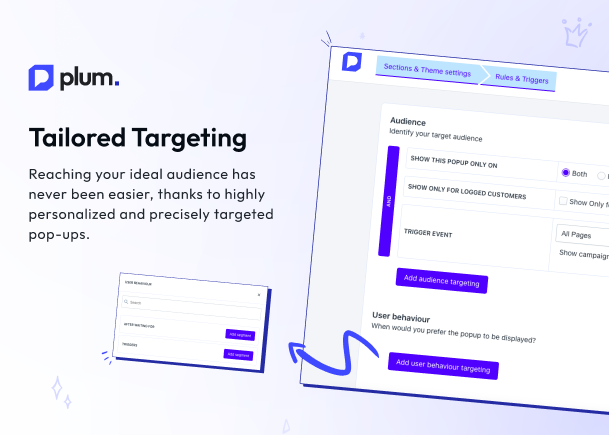 plum.
Tailored Targeting
Reaching your ideal audience has
never been easier, thanks to highly
personalized and precisely targeted
pop-ups.
Sections & Theme settings
Rules & Triggers
Audience
Identify your target audience
AND
SHOW THIS POPUP ONLY ON
Both
SHOW ONLY FOR LOGGED CUSTOMERS
Show Only f
TRIGGER EVENT
All Pages
Show campaign
Add audience targeting
User behaviour
When would you prefer the popup to be displayed?
Add user behaviour targeting
USER BEHAVIOUR
×
Search
AFTER WAITING FOR
Add segment
TRIGGERS
Add segment